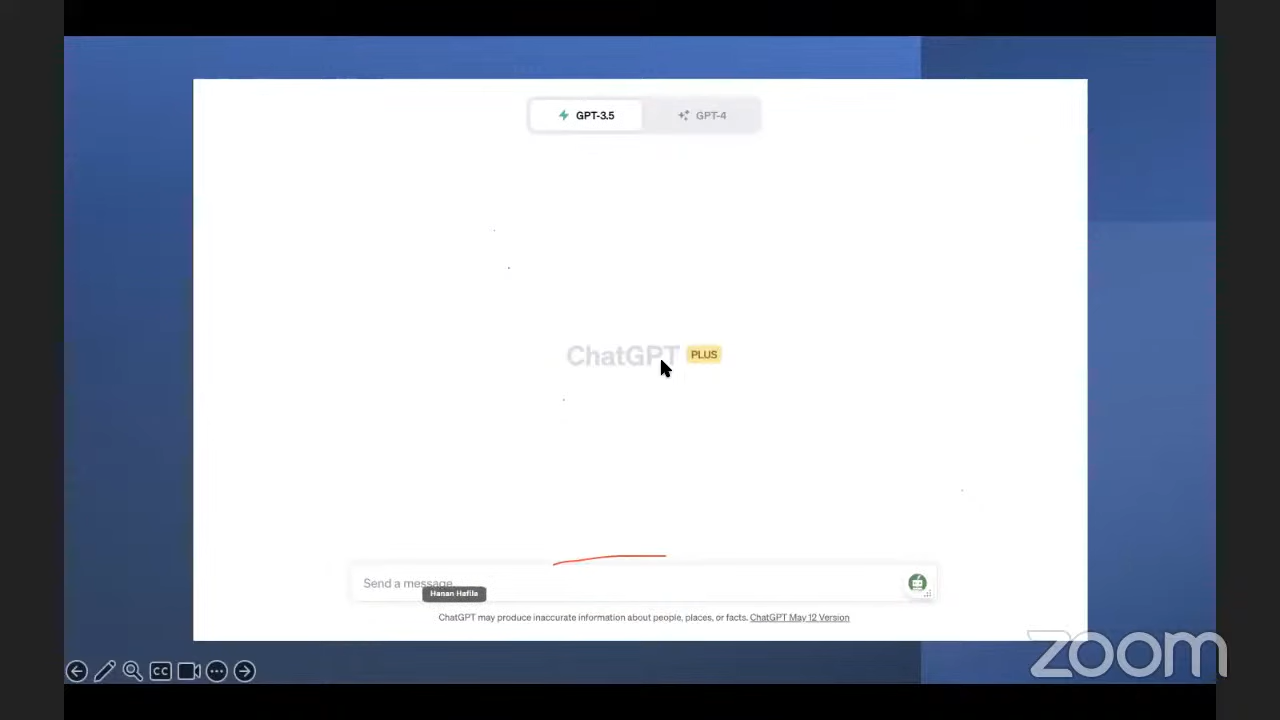 GPT-3.5 GPT-4
ChatGPT PLUS
Send a message..
Hanan Hafila
ChatGPT may produce inaccurate information about people, places, or facts. ChatGPT May 12 Version
CC
zoom